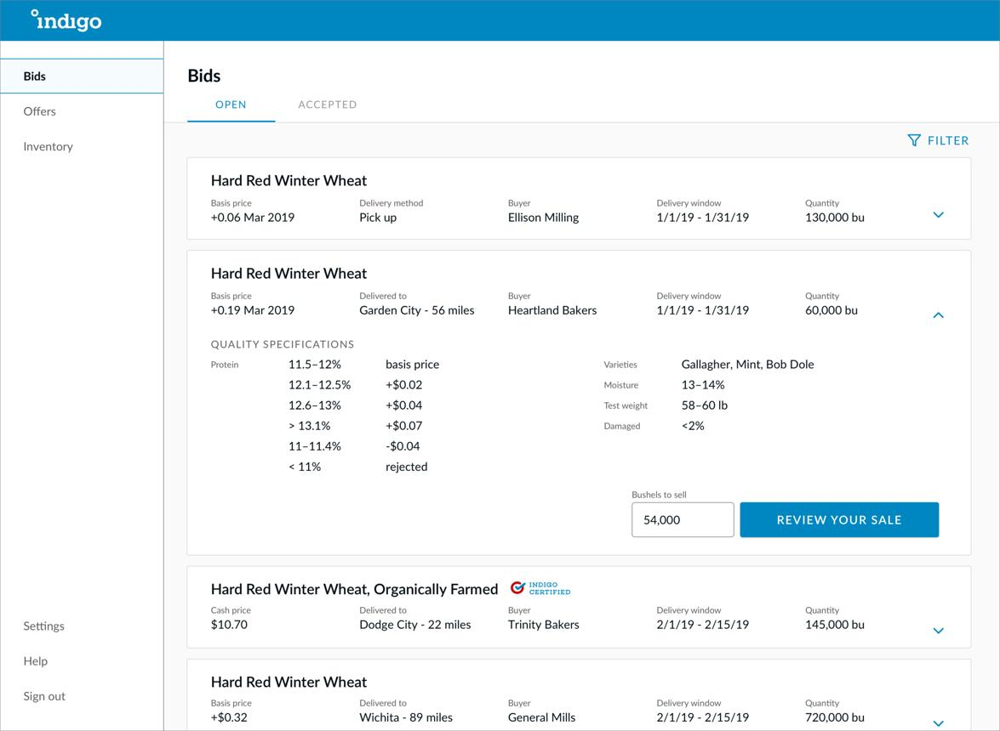 indigo
Bids
Offers
Inventory
Settings
Help
Sign out
Bids
OPEN ACCEPTED
FILTER
Hard Red Winter Wheat
Basis price Delivery method Buyer Delivery window Quantity
+0.06 Mar 2019 Pick up Ellison Milling 1/1/19 - 1/31/19 130,000 bu
Hard Red Winter Wheat
Basis price Delivered to Buyer Delivery window Quantity
+0.19 Mar 2019 Garden City - 56 miles Heartland Bakers 1/1/19 - 1/31/19 60,000 bu
QUALITY SPECIFICATIONS
Protein 11.5–12% basis price Varieties Gallagher, Mint, Bob Dole
12.1–12.5% +$0.02 Moisture 13–14%
12.6–13% +$0.04 Test weight 58–60 lb
> 13.1% +$0.07 Damaged <2%
11–11.4% -$0.04
< 11% rejected
Bushels to sell
54,000 REVIEW YOUR SALE
Hard Red Winter Wheat, Organically Farmed INDIGO
CERTIFIED
Cash price Delivered to Buyer Delivery window Quantity
$10.70 Dodge City - 22 miles Trinity Bakers 2/1/19 - 2/15/19 145,000 bu
Hard Red Winter Wheat
Basis price Delivered to Buyer Delivery window Quantity
+$0.32 Wichita - 89 miles General Mills 2/1/19 - 2/15/19 720,000 bu